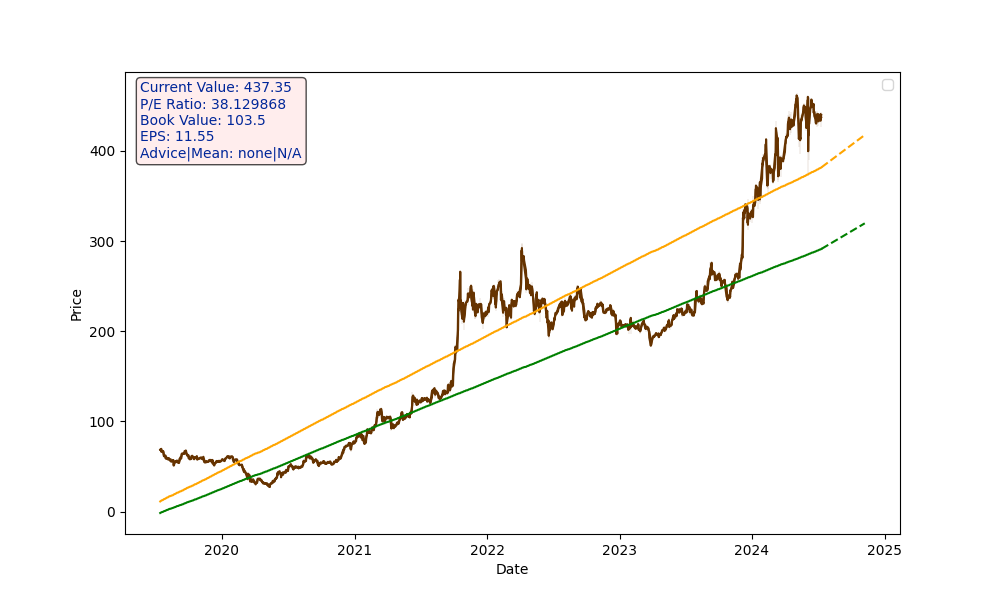 Current Value: 437.35
P/E Ratio: 38.129868
Book Value: 103.5
EPS: 11.55
Advice|Mean: none|N/A
Price
400
300
200
100
0
2020
2021
2022
2023
2024
2025
Date